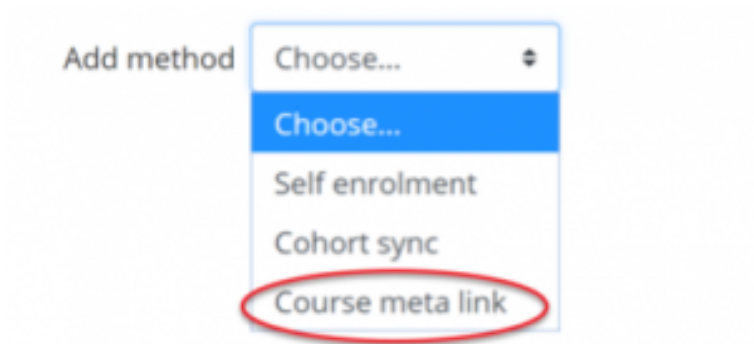 Add method Choose...
Choose...
Self enrolment
Cohort sync
Course meta link